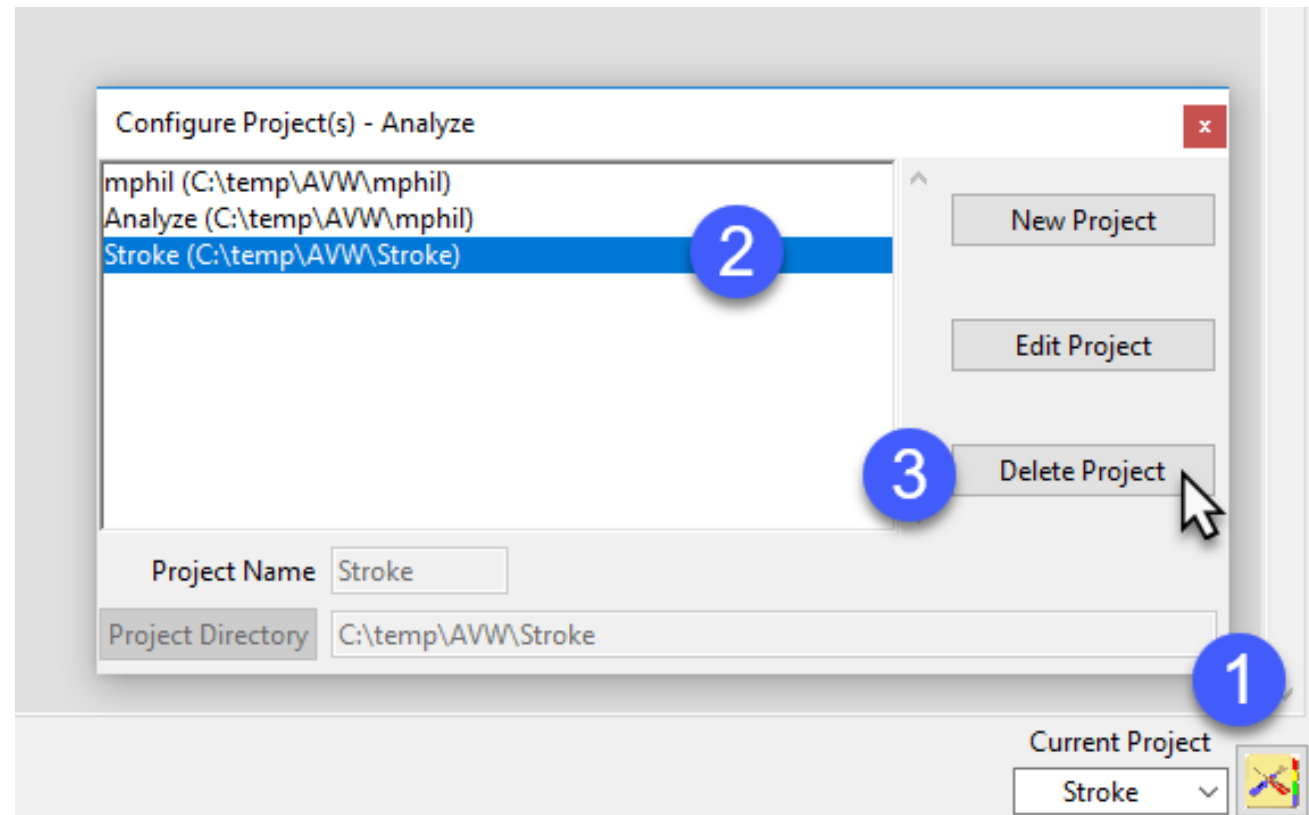 Configure Project(s) - Analyze
x
mphil (C:\temp\AVW\mphil)
Analyze (C:\temp\AVW\mphil)
Stroke (C:\temp\AVW\Stroke)
2
New Project
Edit Project
3
Delete Project
Project Name Stroke
Project Directory C:\temp\AVW\Stroke
1
Current Project
Stroke